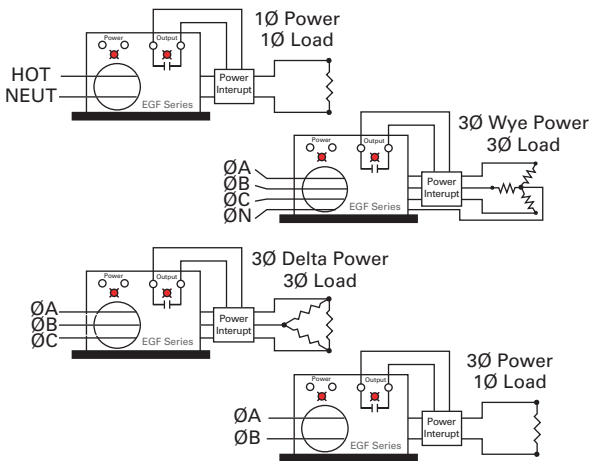 1Ø Power
1Ø Load
Power
Output
HOT
NEUT
EGF Series
Power
Interupt
3Ø Wye Power
3Ø Load
Power
Output
ØA
ØB
ØC
ØN
EGF Series
Power
Interupt
3Ø Delta Power
3Ø Load
Power
Output
ØA
ØB
ØC
EGF Series
Power
Interupt
3Ø Power
1Ø Load
Power
Output
ØA
ØB
EGF Series
Power
Interupt